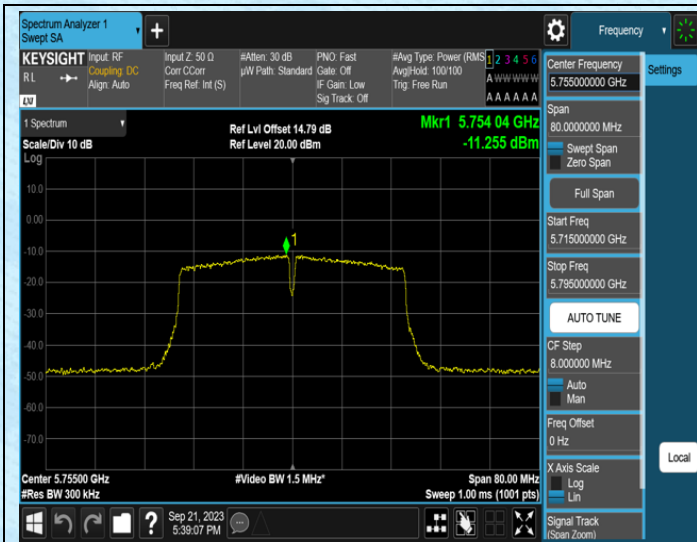 Spectrum Analyzer 1
Swept SA
Frequency
KEYSIGHT
R L
LXI
Input: RF
Coupling: DC
Align: Auto
Input Z: 50 Ω
Corr CCorr
Freq Ref: Int (S)
#Atten: 30 dB
µW Path: Standard
PNO: Fast
Gate: Off
IF Gain: Low
Sig Track: Off
#Avg Type: Power (RMS
Avg|Hold: 100/100
Trig: Free Run
1 2 3 4 5 6
A W W W W W
A A A A A A
1 Spectrum
Scale/Div 10 dB
Ref Lvl Offset 14.79 dB
Ref Level 20.00 dBm
Mkr1 5.754 04 GHz
-11.255 dBm
Log
10.0
0.00
-10.0
-20.0
-30.0
-40.0
-50.0
-60.0
-70.0
1
Center 5.75500 GHz
#Res BW 300 kHz
#Video BW 1.5 MHz*
Span 80.00 MHz
Sweep 1.00 ms (1001 pts)
Sep 21, 2023
5:39:07 PM
Center Frequency
5.755000000 GHz
Span
80.0000000 MHz
Swept Span
Zero Span
Full Span
Start Freq
5.715000000 GHz
Stop Freq
5.795000000 GHz
AUTO TUNE
CF Step
8.000000 MHz
Auto
Man
Freq Offset
0 Hz
X Axis Scale
Log
Lin
Signal Track
(Span Zoom)
Settings
Local